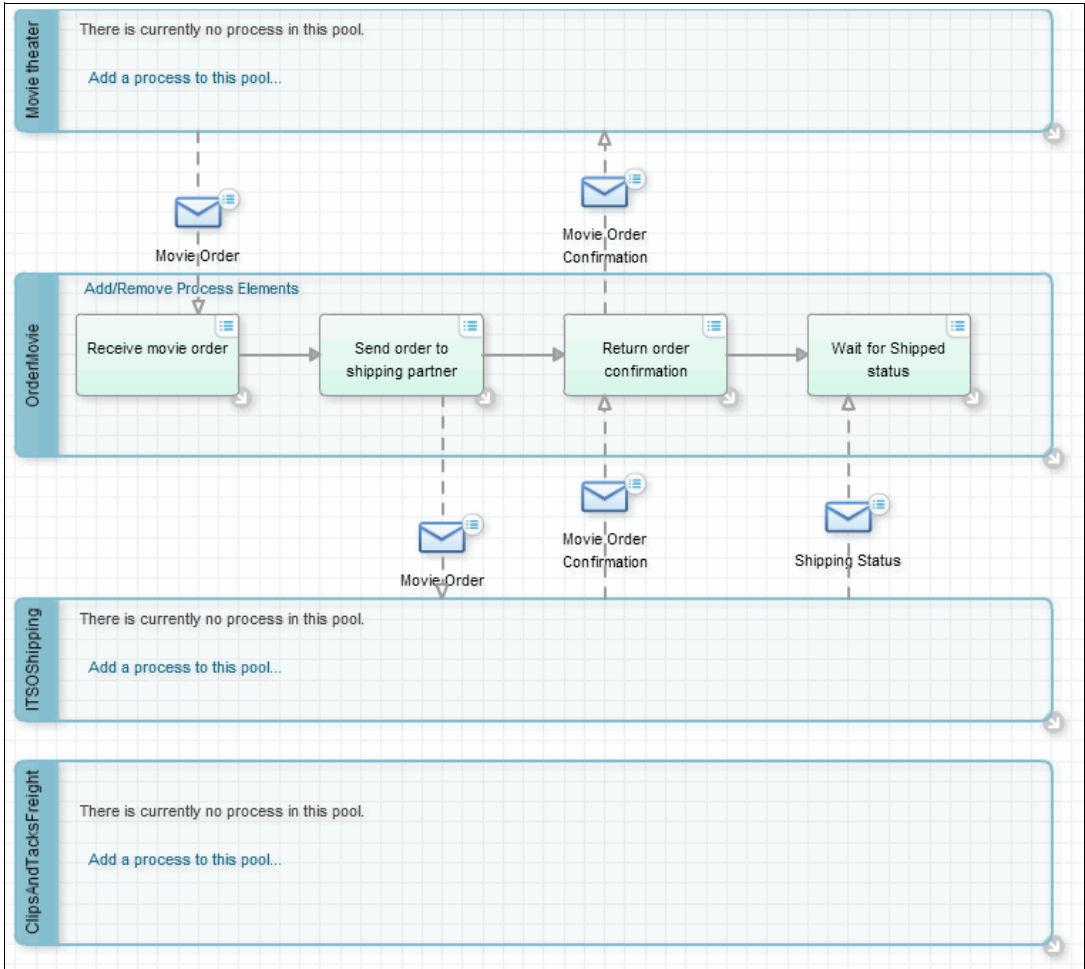 Movie theater
There is currently no process in this pool.
Add a process to this pool...
Movie Order
Movie Order
Confirmation
OrderMovie
Add/Remove Process Elements
Receive movie order
Send order to
shipping partner
Return order
confirmation
Wait for Shipped
status
Movie Order
Movie Order
Confirmation
Shipping Status
ITSOShipping
There is currently no process in this pool.
Add a process to this pool...
ClipsAndTacksFreight
There is currently no process in this pool.
Add a process to this pool...